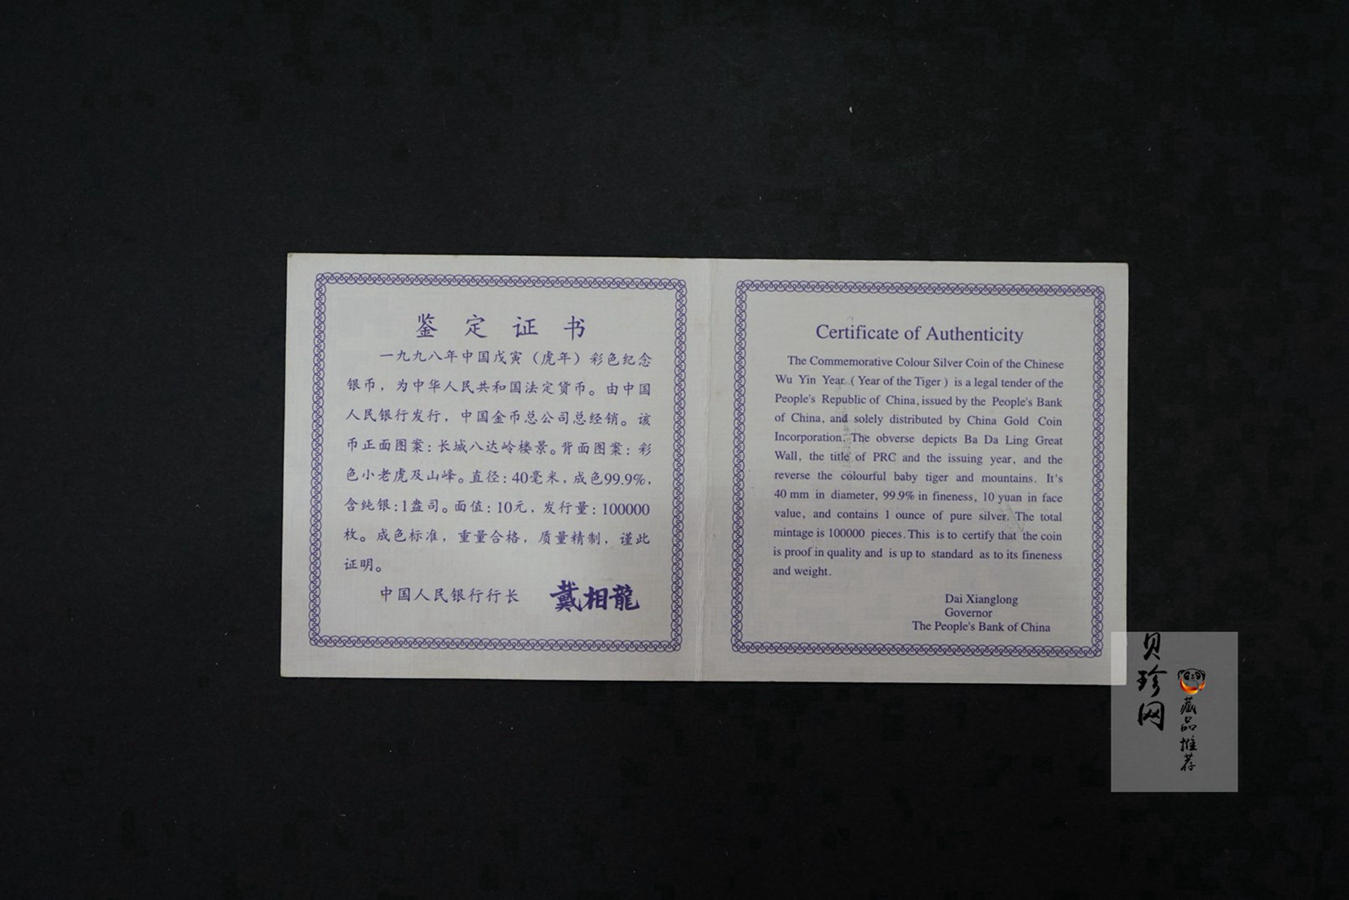 鉴定证书
一九九八年中国戊寅（虎年）彩色纪念
银币，为中华人民共和国法定货币。由中国
人民银行发行，中国金币总公司总经销。该
币正面图案：长城八达岭楼景。背面图案：彩
色小老虎及山峰。直径：40毫米，成色99.9%，
含纯银：1盎司。面值：10元，发行量：100000
枚。成色标准，重量合格，质量精制，谨此
证明。
中国人民银行行长 戴相龍
Certificate of Authenticity
The Commemorative Colour Silver Coin of the Chinese
Wu Yin Year ( Year of the Tiger ) is a legal tender of the
People's Republic of China, issued by the People's Bank
of China, and solely distributed by China Gold Coin
Incorporation. The obverse depicts Ba Da Ling Great
Wall, the title of PRC and the issuing year, and the
reverse the colourful baby tiger and mountains. It's
40 mm in diameter, 99.9% in fineness, 10 yuan in face
value, and contains 1 ounce of pure silver. The total
mintage is 100000 pieces. This is to certify that the coin
is proof in quality and is up to standard as to its fineness
and weight.
Dai Xianglong
Governor
The People's Bank of China
贝珍网
藏品推荐